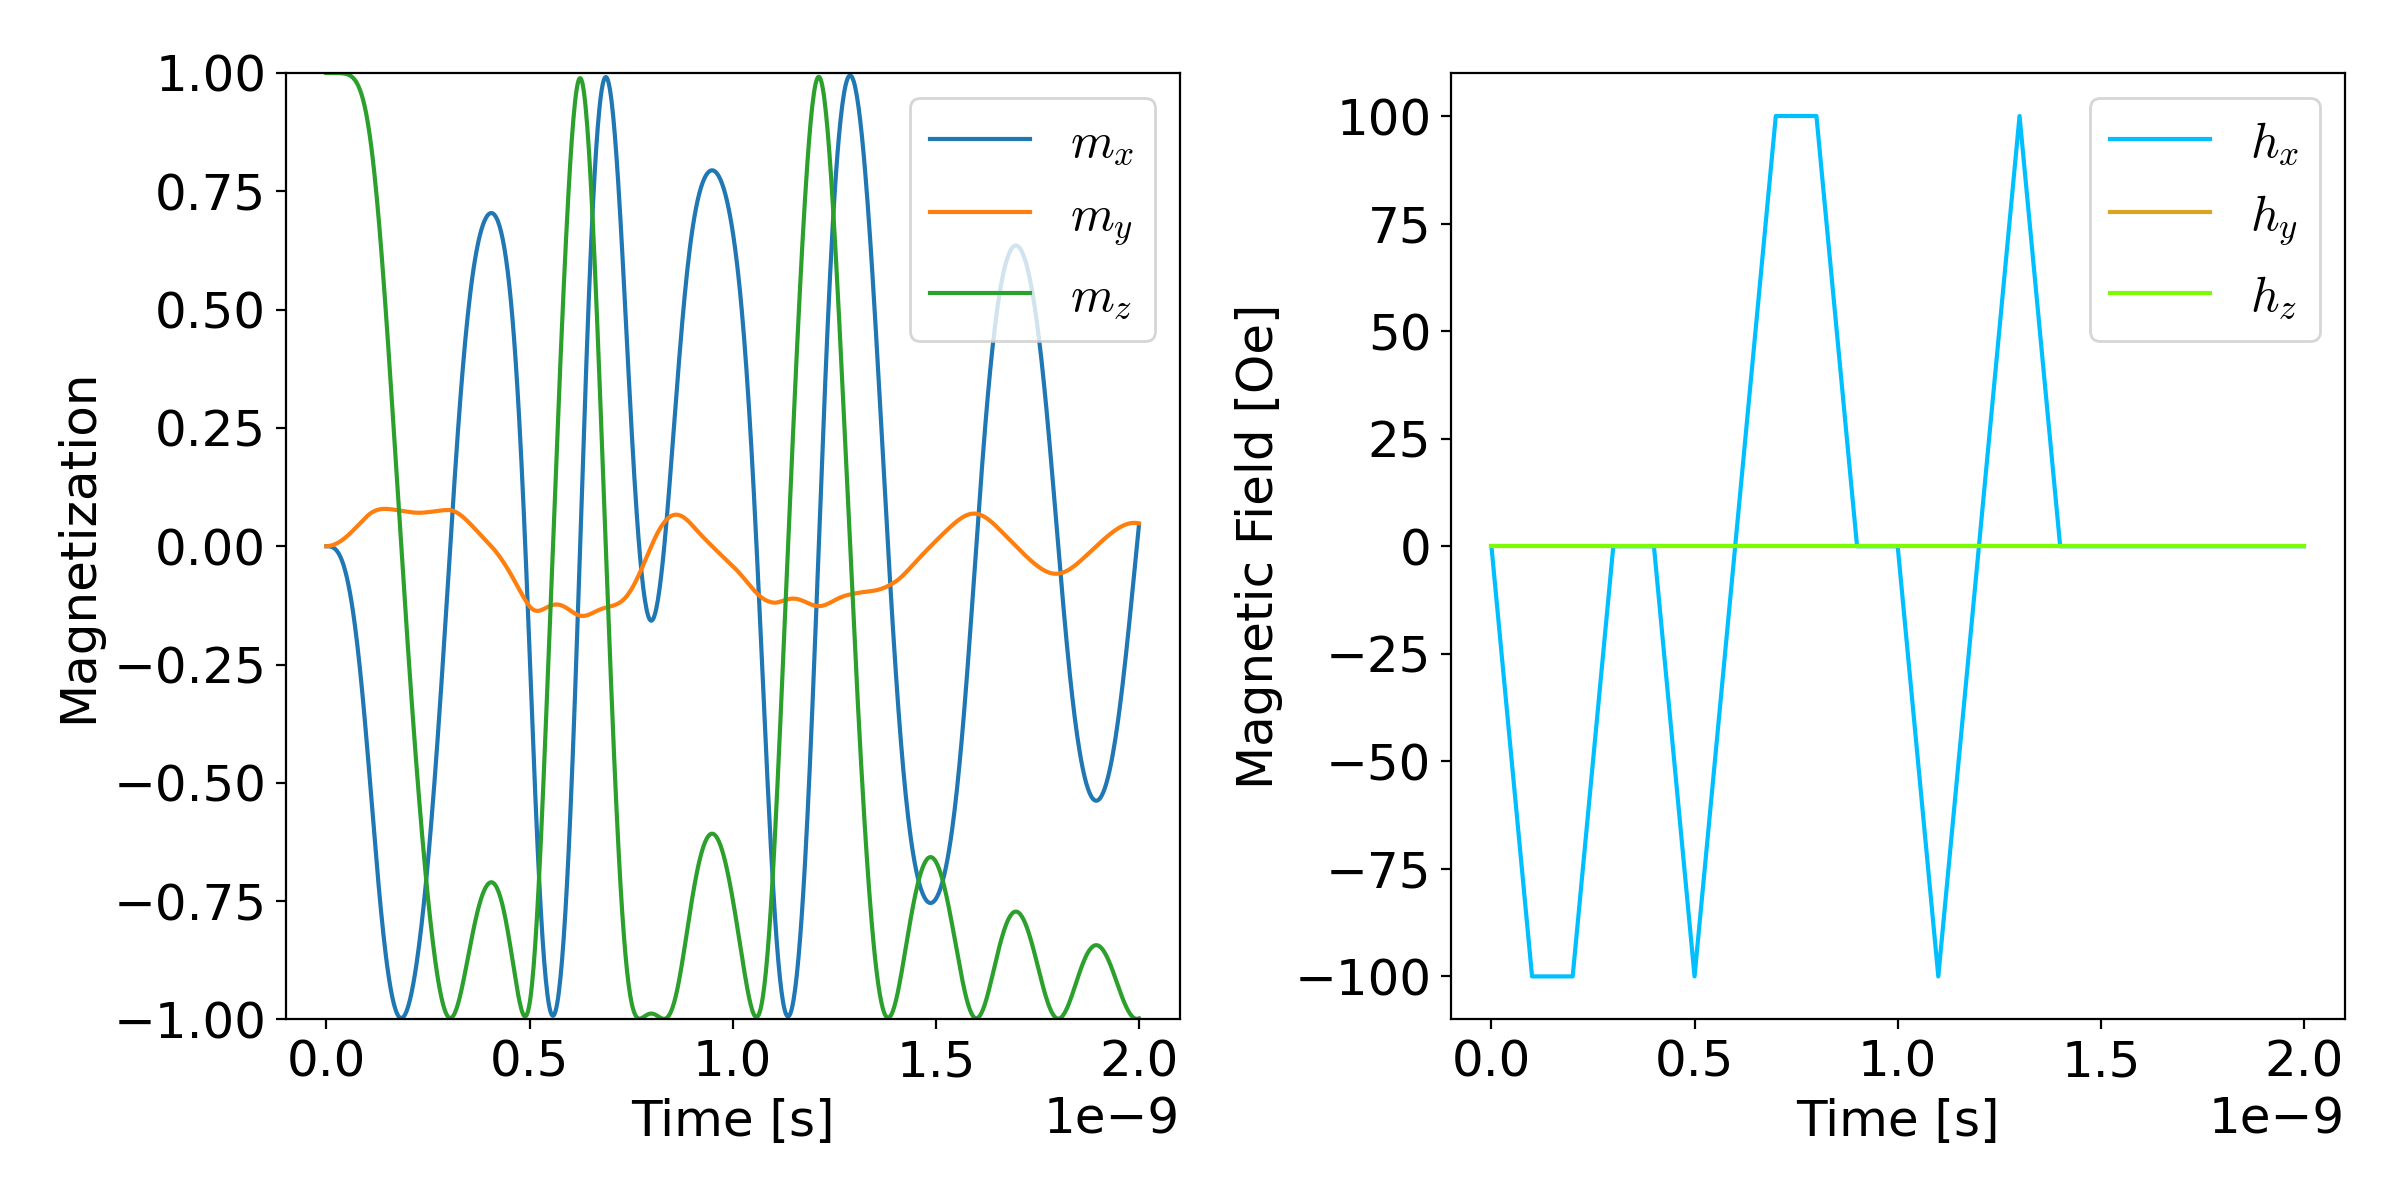 Magnetization
1.00
0.75
0.50
0.25
0.00
−0.25
−0.50
−0.75
−1.00
0.0 0.5 1.0 1.5 2.0
Time [s]
1e−9
m_x
m_y
m_z
Magnetic Field [Oe]
100
75
50
25
0
−25
−50
−75
−100
0.0 0.5 1.0 1.5 2.0
Time [s]
1e−9
h_x
h_y
h_z